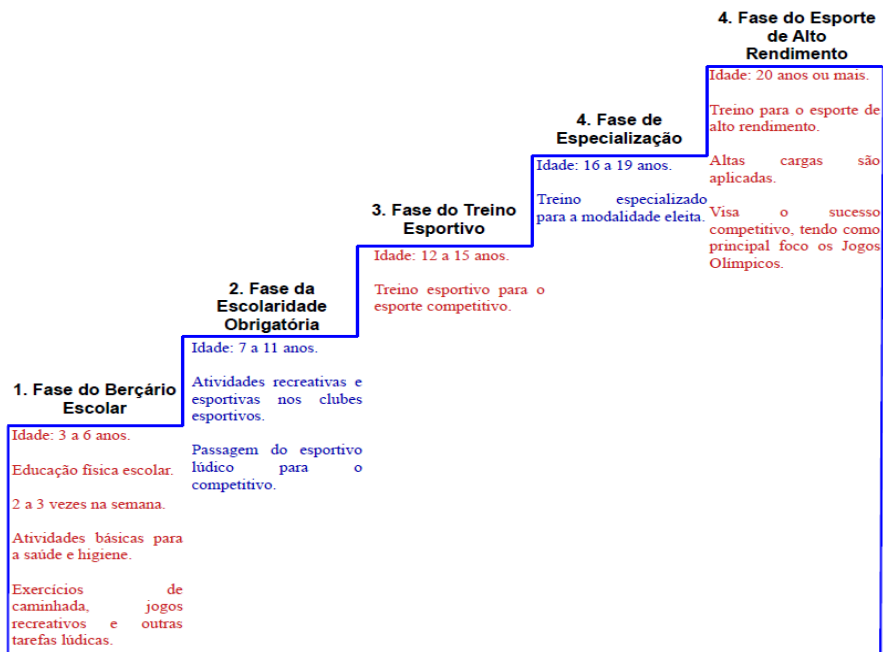 1. Fase do Berçário
Escolar
Idade: 3 a 6 anos.
Educação física escolar.
2 a 3 vezes na semana.
Atividades básicas para
a saúde e higiene.
Exercícios de
caminhada, jogos
recreativos e outras
tarefas lúdicas.
2. Fase da
Escolaridade
Obrigatória
Idade: 7 a 11 anos.
Atividades recreativas e
esportivas nos clubes
esportivos.
Passagem do esportivo
lúdico para o
competitivo.
3. Fase do Treino
Esportivo
Idade: 12 a 15 anos.
Treino esportivo para o
esporte competitivo.
4. Fase de
Especialização
Idade: 16 a 19 anos.
Treino especializado
para a modalidade eleita.
4. Fase do Esporte
de Alto
Rendimento
Idade: 20 anos ou mais.
Treino para o esporte de
alto rendimento.
Altas cargas são
aplicadas.
Visa o sucesso
competitivo, tendo como
principal foco os Jogos
Olímpicos.